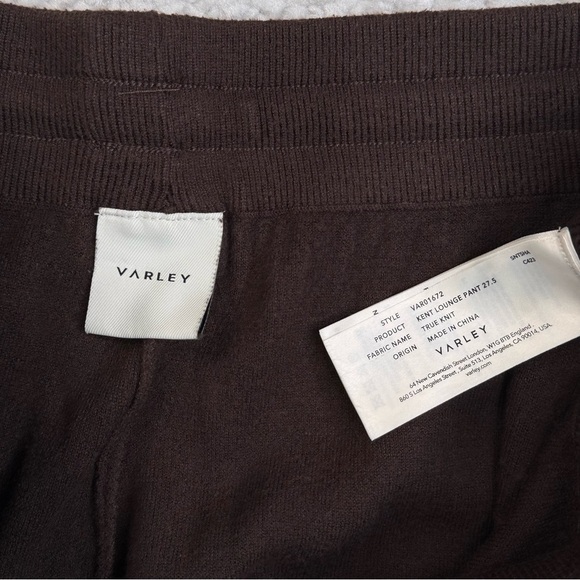 VARLEY
SNTSHA
CA23
STYLE VAR01672
PRODUCT KENT LOUNGE PANT 27.5
FABRIC NAME TRUE KNIT
ORIGIN MADE IN CHINA
VARLEY
64 New Cavendish Street London, W1G 8TB England
860 S Los Angeles Street, Suite 513, Los Angeles, CA 90014, USA.
varley.com